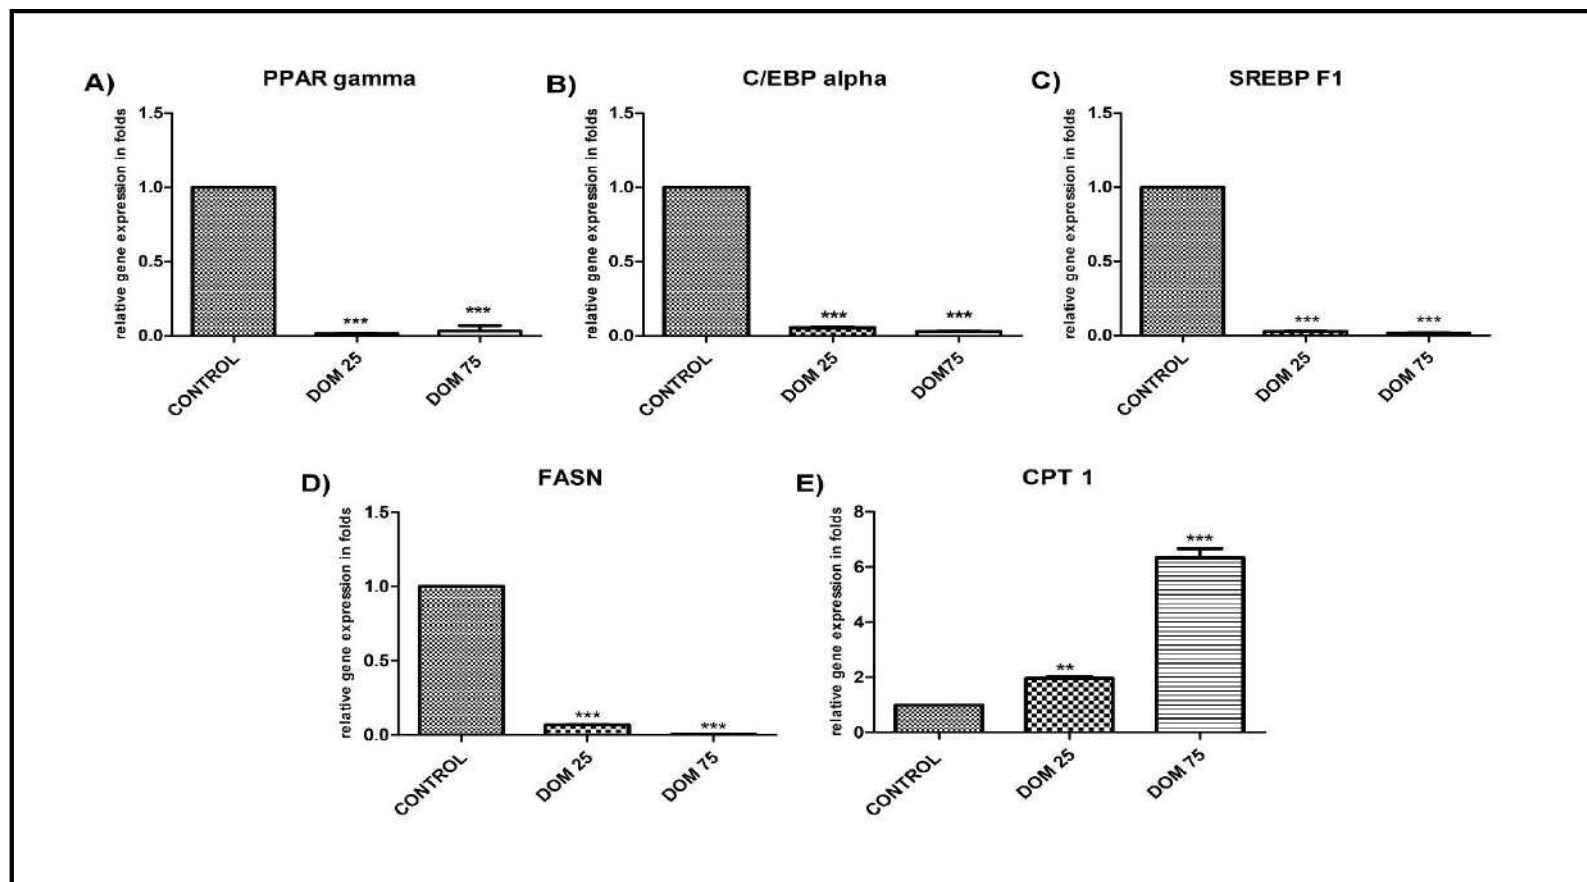 A)
PPAR gamma
relative gene expression in folds
1.5
1.0
0.5
0.0
***
***
CONTROL
DOM 25
DOM 75
B)
C/EBP alpha
relative gene expression in folds
1.5
1.0
0.5
0.0
***
***
CONTROL
DOM 25
DOM75
C)
SREBP F1
relative gene expression in folds
1.5
1.0
0.5
0.0
***
***
CONTROL
DOM 25
DOM 75
D)
FASN
relative gene expression in folds
1.5
1.0
0.5
0.0
***
***
CONTROL
DOM 25
DOM 75
E)
CPT 1
relative gene expression in folds
8
6
4
2
0
**
***
CONTROL
DOM 25
DOM 75